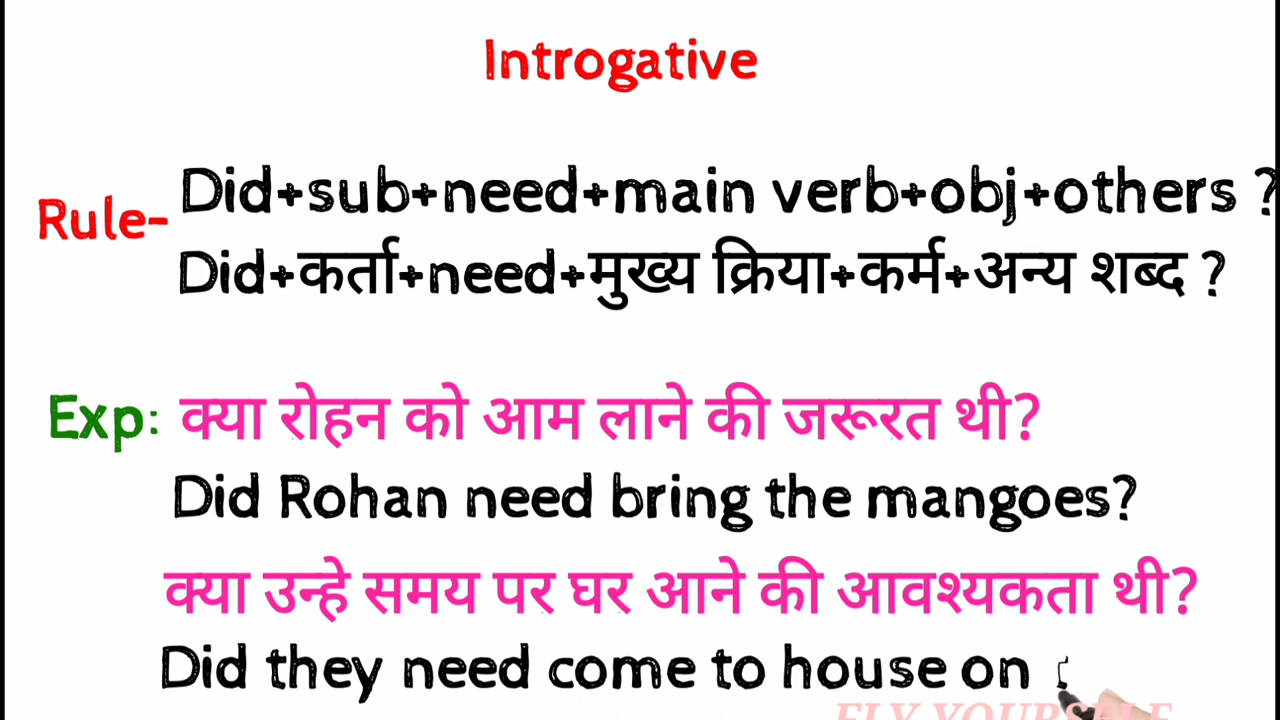 Introgative
Rule- Did+sub+need+main verb+obj+others ?
Did+कर्ता+need+मुख्य क्रिया+कर्म+अन्य शब्द ?
Exp: क्या रोहन को आम लाने की जरूरत थी?
Did Rohan need bring the mangoes?
क्या उन्हे समय पर घर आने की आवश्यकता थी?
Did they need come to house on
FLY YOURSELF